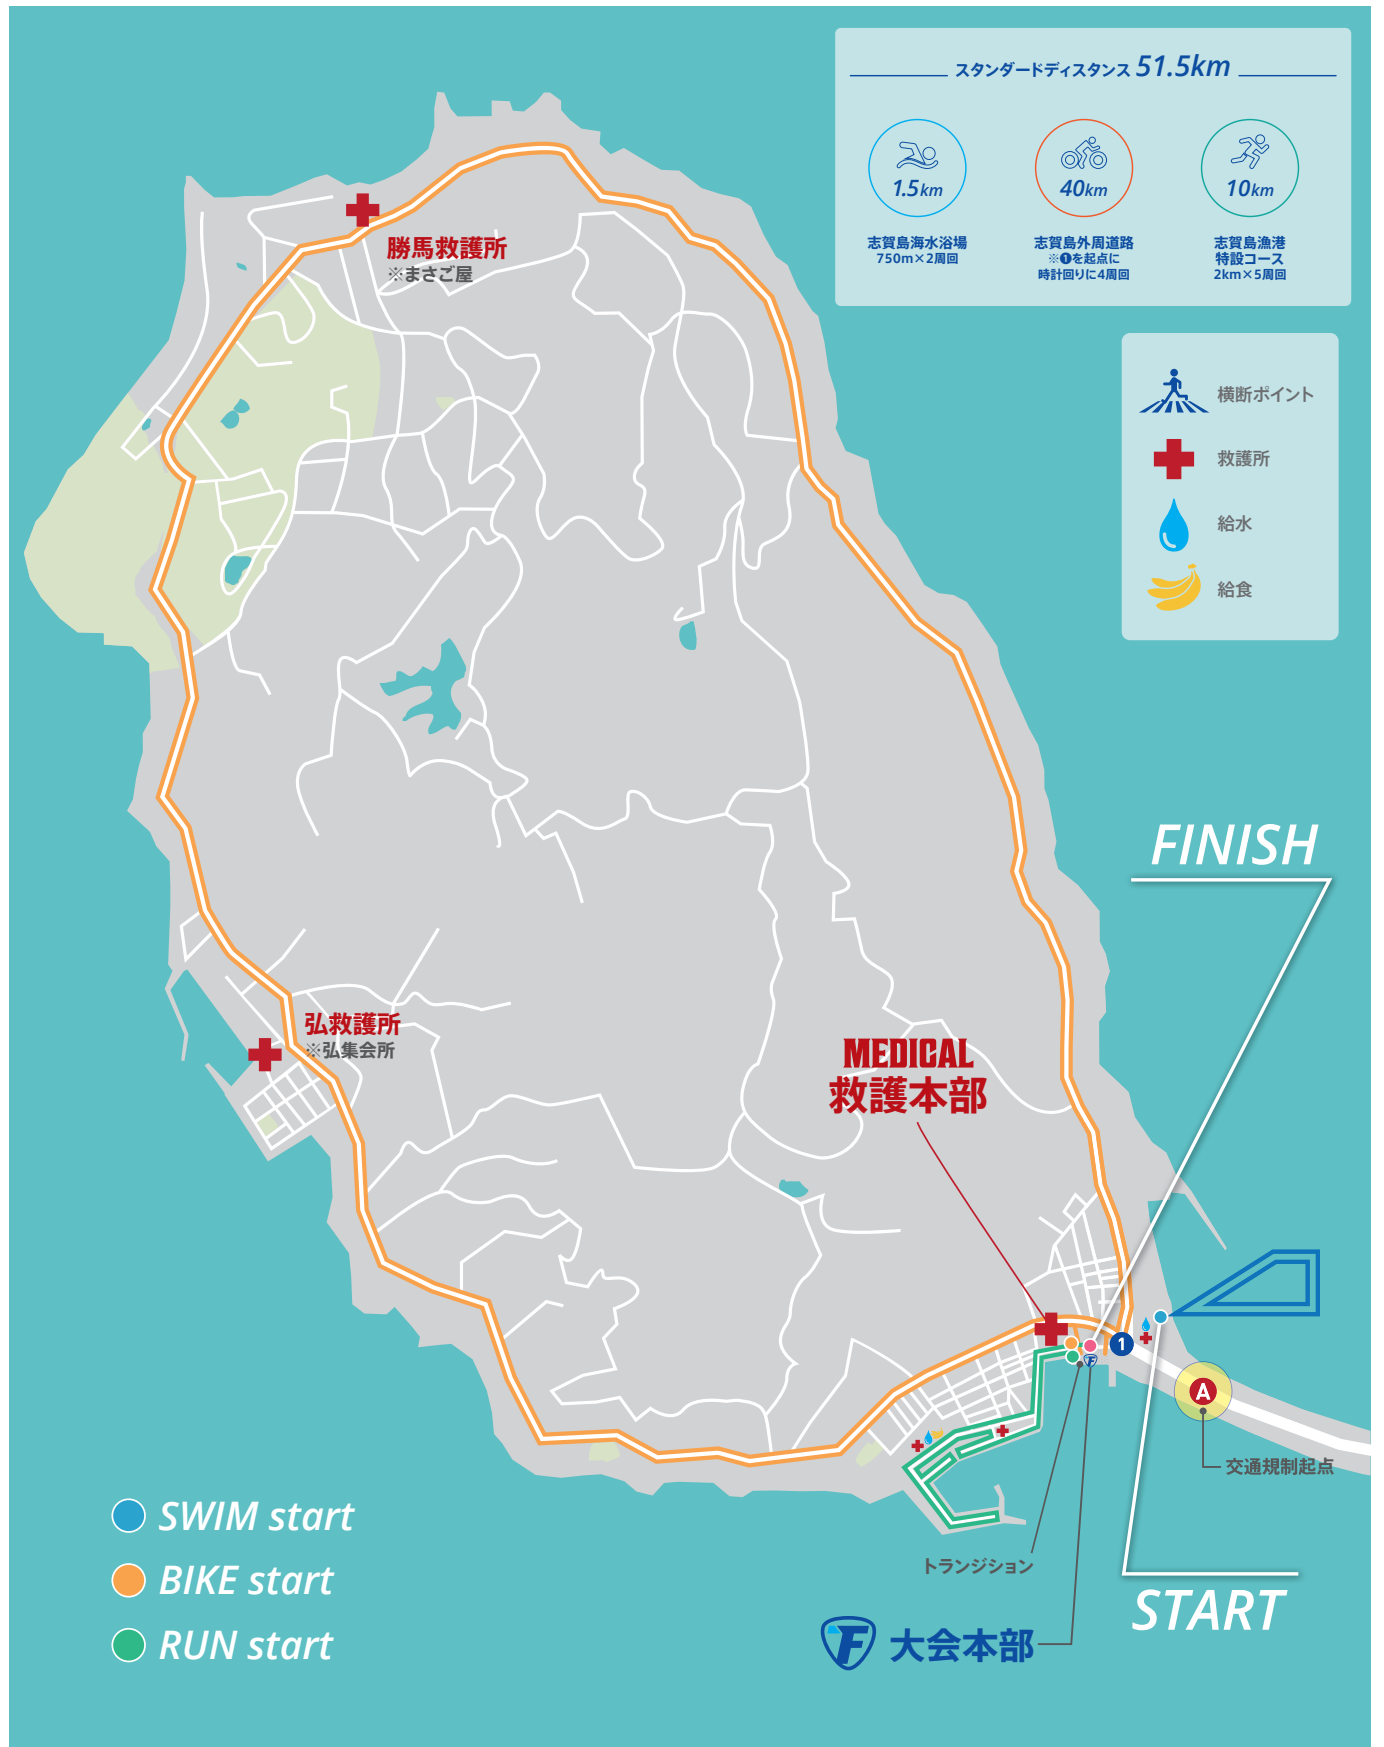 スタンダードディスタンス 51.5km
1.5km
40km
10km
志賀島海水浴場
750m×2周回
志賀島外周道路
※❶を起点に
時計回りに4周回
志賀島漁港
特設コース
2km×5周回
横断ポイント
救護所
給水
給食
勝馬救護所
※まさご屋
FINISH
弘救護所
※弘集会所
MEDICAL
救護本部
1
F
A
交通規制起点
トランジション
START
F
大会本部
SWIM start
BIKE start
RUN start